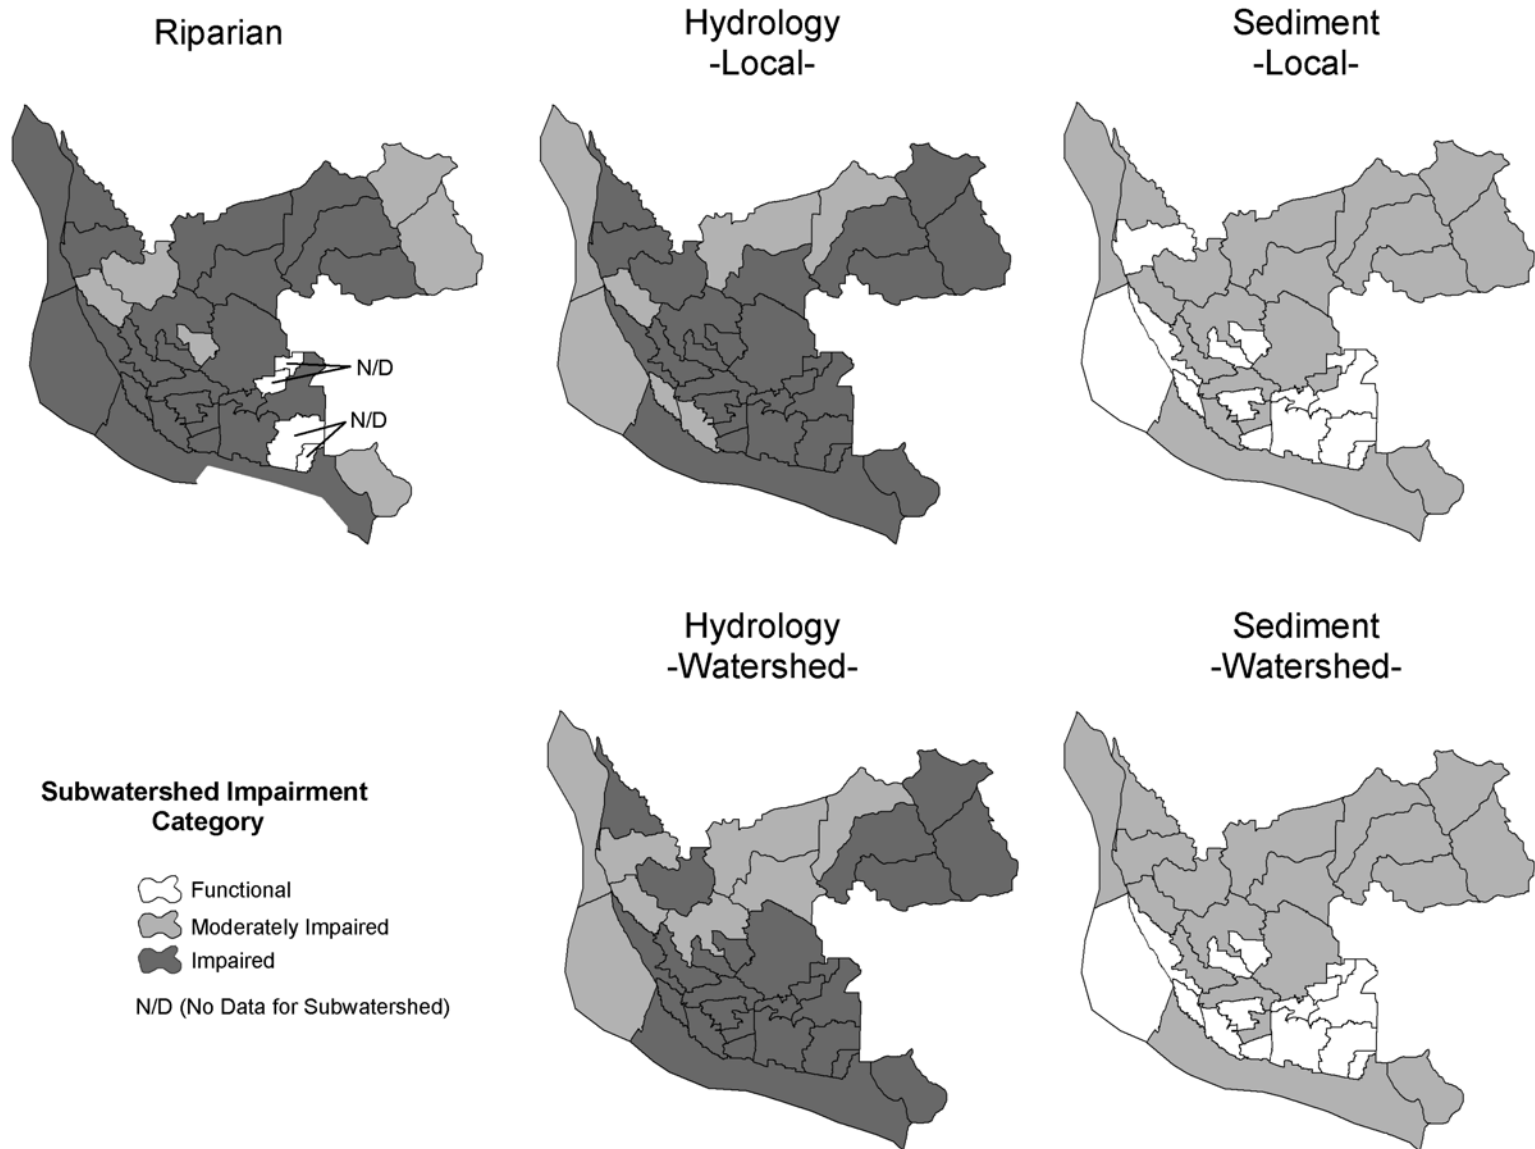 Riparian
Hydrology
-Local-
Sediment
-Local-
N/D
N/D
Hydrology
-Watershed-
Sediment
-Watershed-
Subwatershed Impairment
Category
Functional
Moderately Impaired
Impaired
N/D (No Data for Subwatershed)